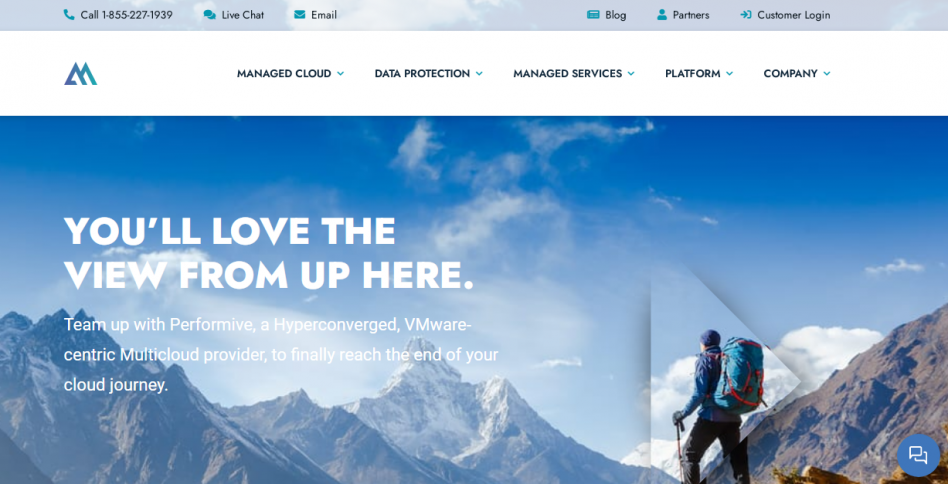 Call 1-855-227-1939 Live Chat Email Blog Partners Customer Login
MANAGED CLOUD DATA PROTECTION MANAGED SERVICES PLATFORM COMPANY
YOU’LL LOVE THE
VIEW FROM UP HERE.
Team up with Performive, a Hyperconverged, VMware-
centric Multicloud provider, to finally reach the end of your
cloud journey.